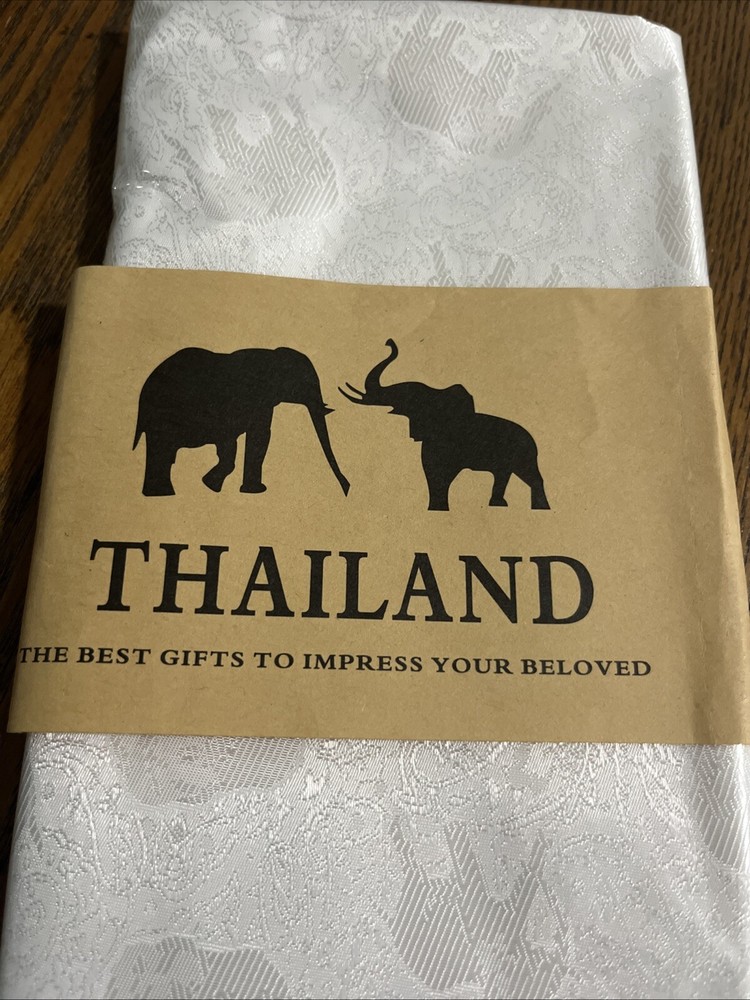 THAILAND
THE BEST GIFTS TO IMPRESS YOUR BELOVED